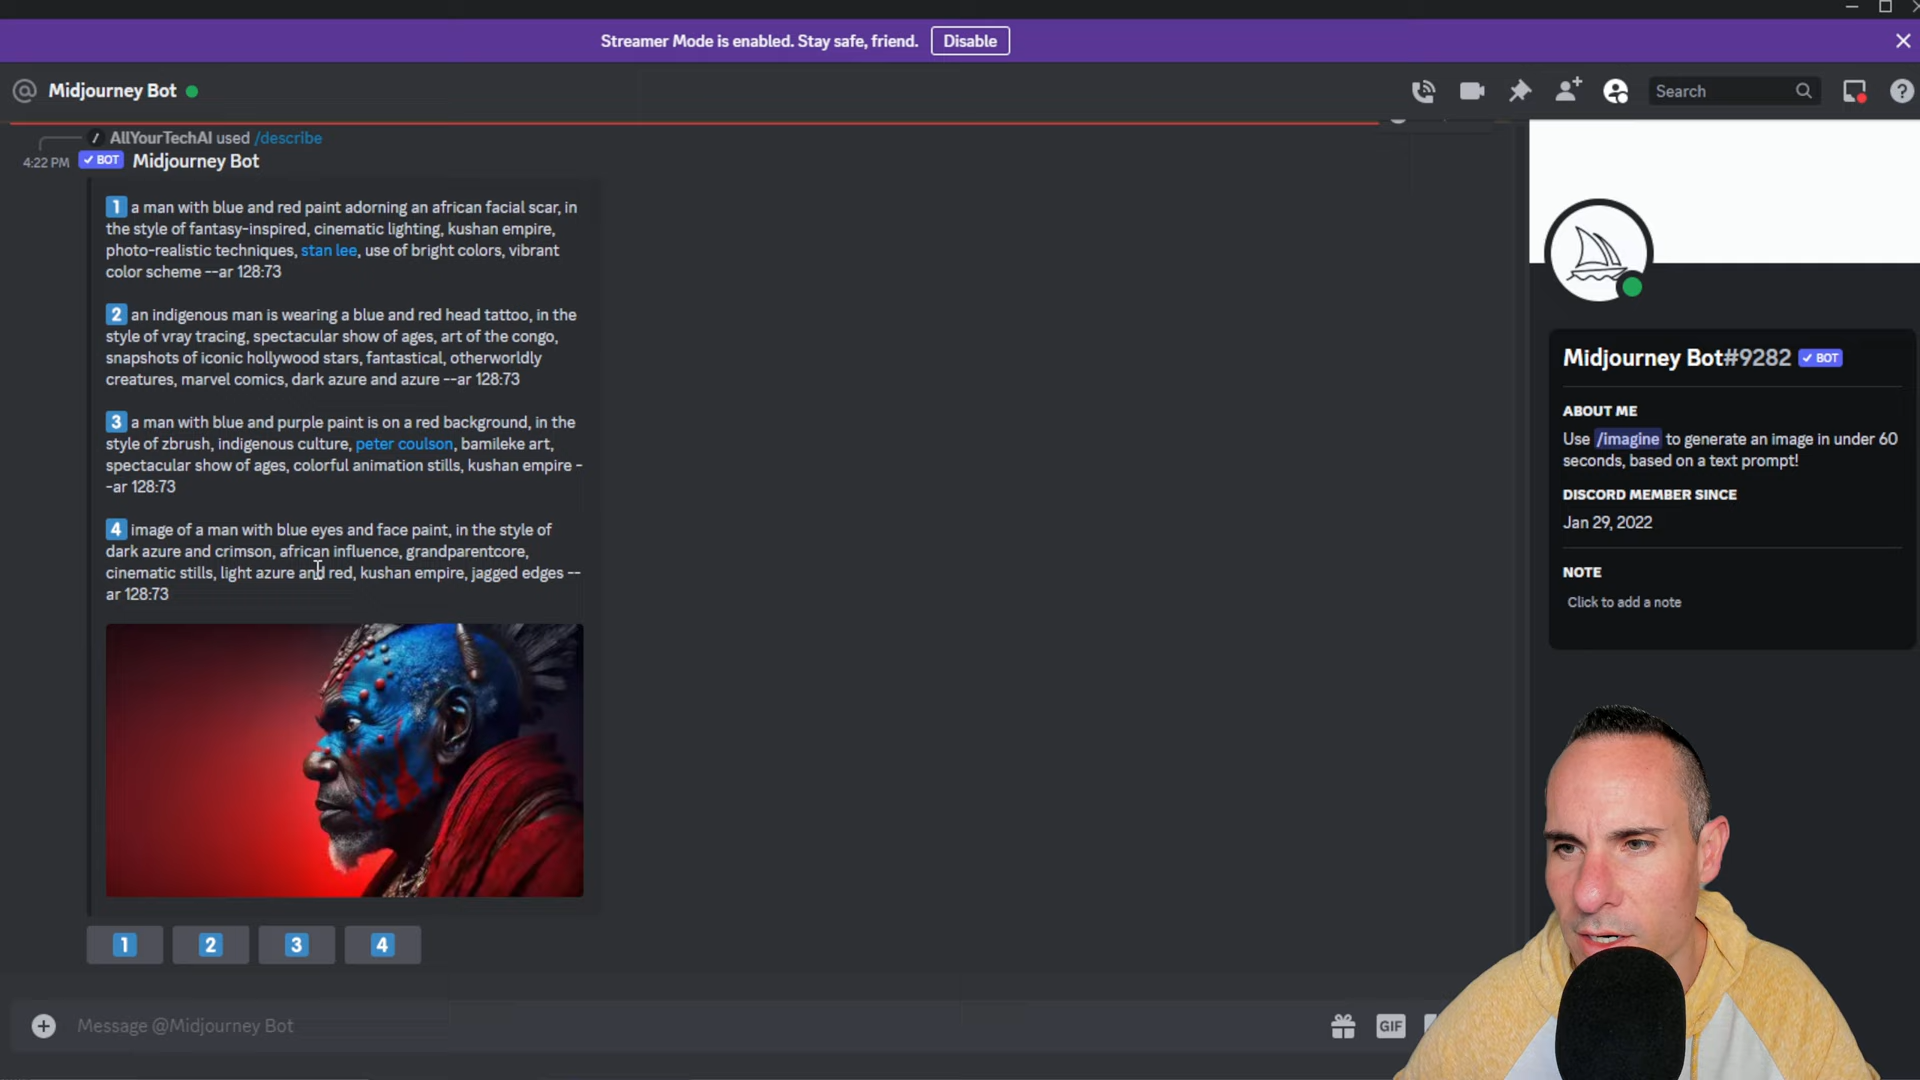 Streamer Mode is enabled. Stay safe, friend. Disable
Midjourney Bot
Search
AllYourTechAI used /describe
4:22 PM BOT Midjourney Bot
1 a man with blue and red paint adorning an african facial scar, in
the style of fantasy-inspired, cinematic lighting, kushan empire,
photo-realistic techniques, stan lee, use of bright colors, vibrant
color scheme --ar 128:73
2 an indigenous man is wearing a blue and red head tattoo, in the
style of vray tracing, spectacular show of ages, art of the congo,
snapshots of iconic hollywood stars, fantastical, otherworldly
creatures, marvel comics, dark azure and azure --ar 128:73
3 a man with blue and purple paint is on a red background, in the
style of zbrush, indigenous culture, peter coulson, bamileke art,
spectacular show of ages, colorful animation stills, kushan empire -
-ar 128:73
4 image of a man with blue eyes and face paint, in the style of
dark azure and crimson, african influence, grandparentcore,
cinematic stills, light azure and red, kushan empire, jagged edges --
ar 128:73
1 2 3 4
Message @Midjourney Bot
GIF
Midjourney Bot#9282 BOT
ABOUT ME
Use /imagine to generate an image in under 60
seconds, based on a text prompt!
DISCORD MEMBER SINCE
Jan 29, 2022
NOTE
Click to add a note